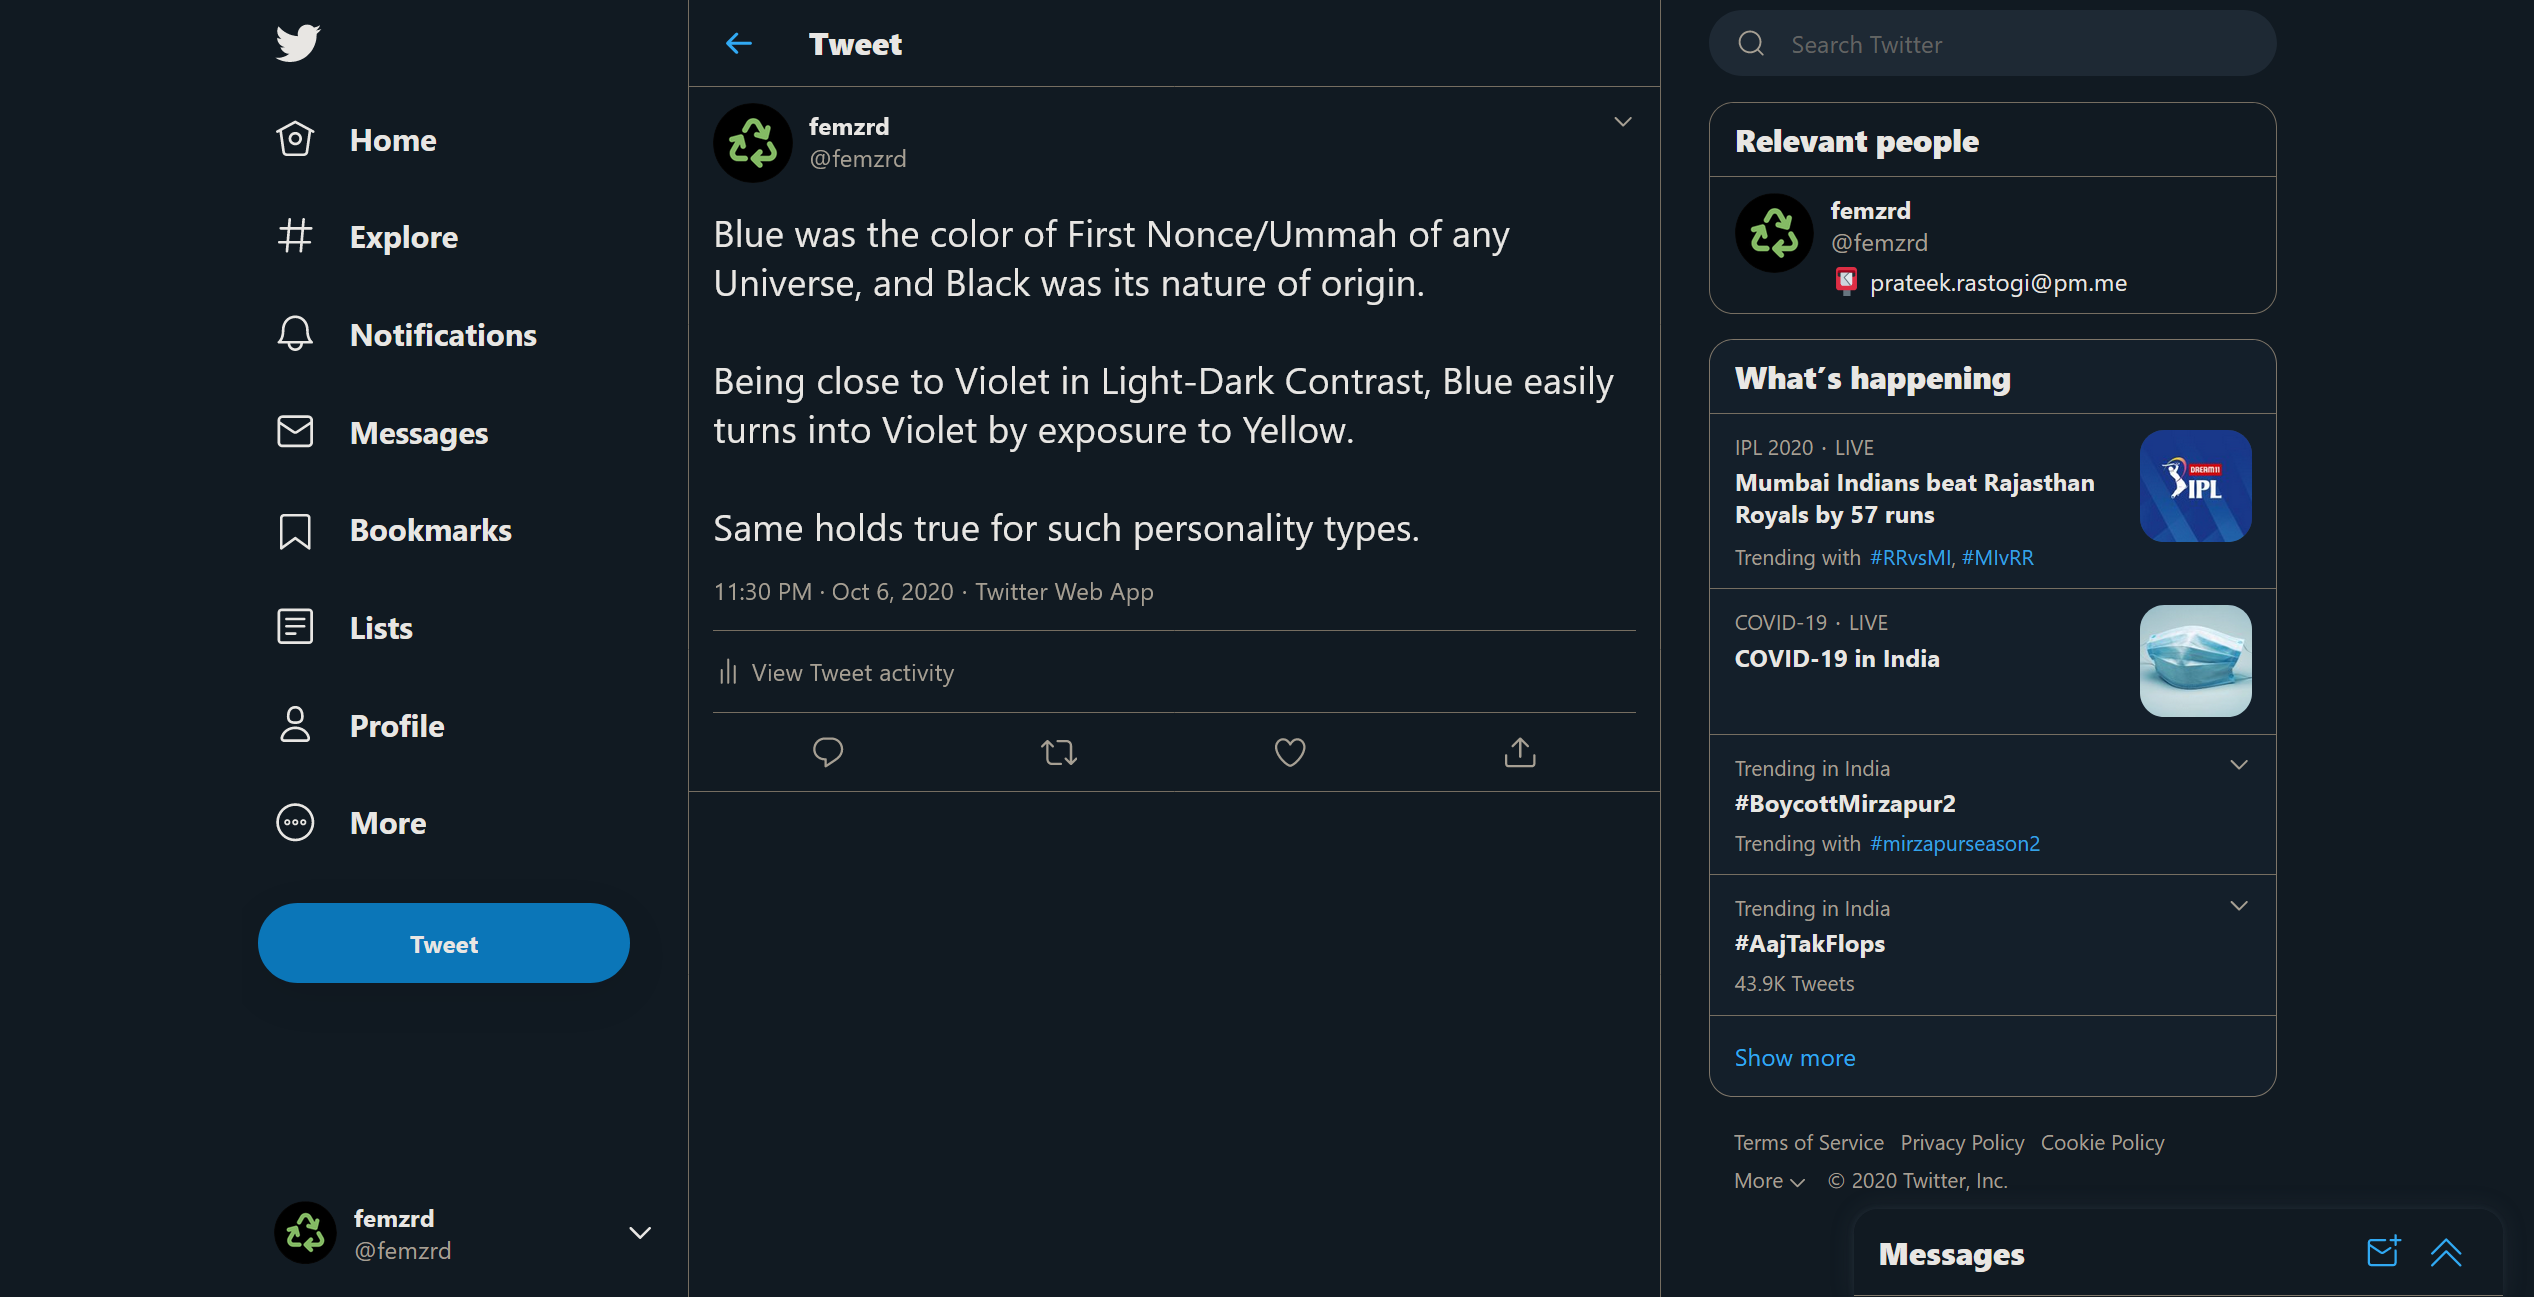 Home
Explore
Notifications
Messages
Bookmarks
Lists
Profile
More
Tweet
femzrd
@femzrd
Tweet
femzrd
@femzrd
Blue was the color of First Nonce/Ummah of any
Universe, and Black was its nature of origin.
Being close to Violet in Light-Dark Contrast, Blue easily
turns into Violet by exposure to Yellow.
Same holds true for such personality types.
11:30 PM · Oct 6, 2020 · Twitter Web App
View Tweet activity
Search Twitter
Relevant people
femzrd
@femzrd
prateek.rastogi@pm.me
What's happening
IPL 2020 · LIVE
Mumbai Indians beat Rajasthan
Royals by 57 runs
Trending with #RRvsMI, #MIvRR
DREAM11
IPL
COVID-19 · LIVE
COVID-19 in India
Trending in India
#BoycottMirzapur2
Trending with #mirzapurseason2
Trending in India
#AajTakFlops
43.9K Tweets
Show more
Terms of Service Privacy Policy Cookie Policy
More © 2020 Twitter, Inc.
Messages